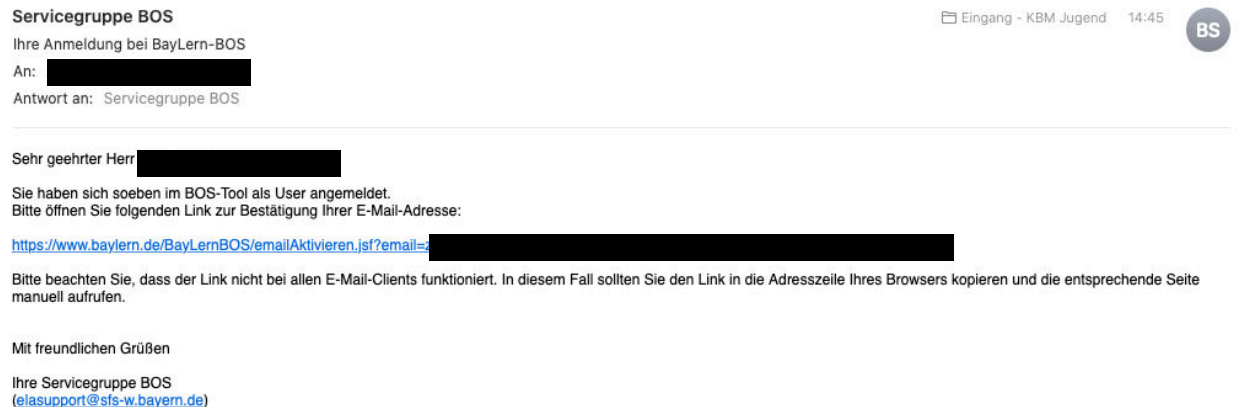 Servicegruppe BOS
Eingang - KBM Jugend 14:45
BS
Ihre Anmeldung bei BayLern-BOS
An:
Antwort an: Servicegruppe BOS
Sehr geehrter Herr
Sie haben sich soeben im BOS-Tool als User angemeldet.
Bitte öffnen Sie folgenden Link zur Bestätigung Ihrer E-Mail-Adresse:
https://www.baylern.de/BayLernBOS/emailAktivieren.jsf?email=z
Bitte beachten Sie, dass der Link nicht bei allen E-Mail-Clients funktioniert. In diesem Fall sollten Sie den Link in die Adresszeile Ihres Browsers kopieren und die entsprechende Seite
manuell aufrufen.
Mit freundlichen Grüßen
Ihre Servicegruppe BOS
(elasupport@sfs-w.bayern.de)